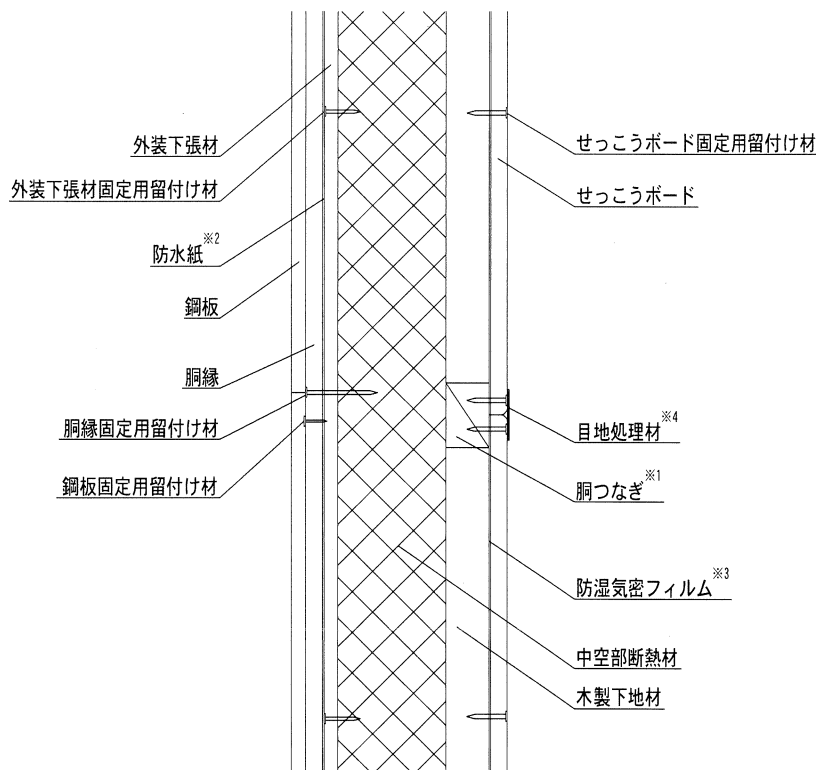 外装下張材
外装下張材固定用留付け材
防水紙※2
鋼板
胴縁
胴縁固定用留付け材
鋼板固定用留付け材
せっこうボード固定用留付け材
せっこうボード
目地処理材※4
胴つなぎ※1
防湿気密フィルム※3
中空部断熱材
木製下地材